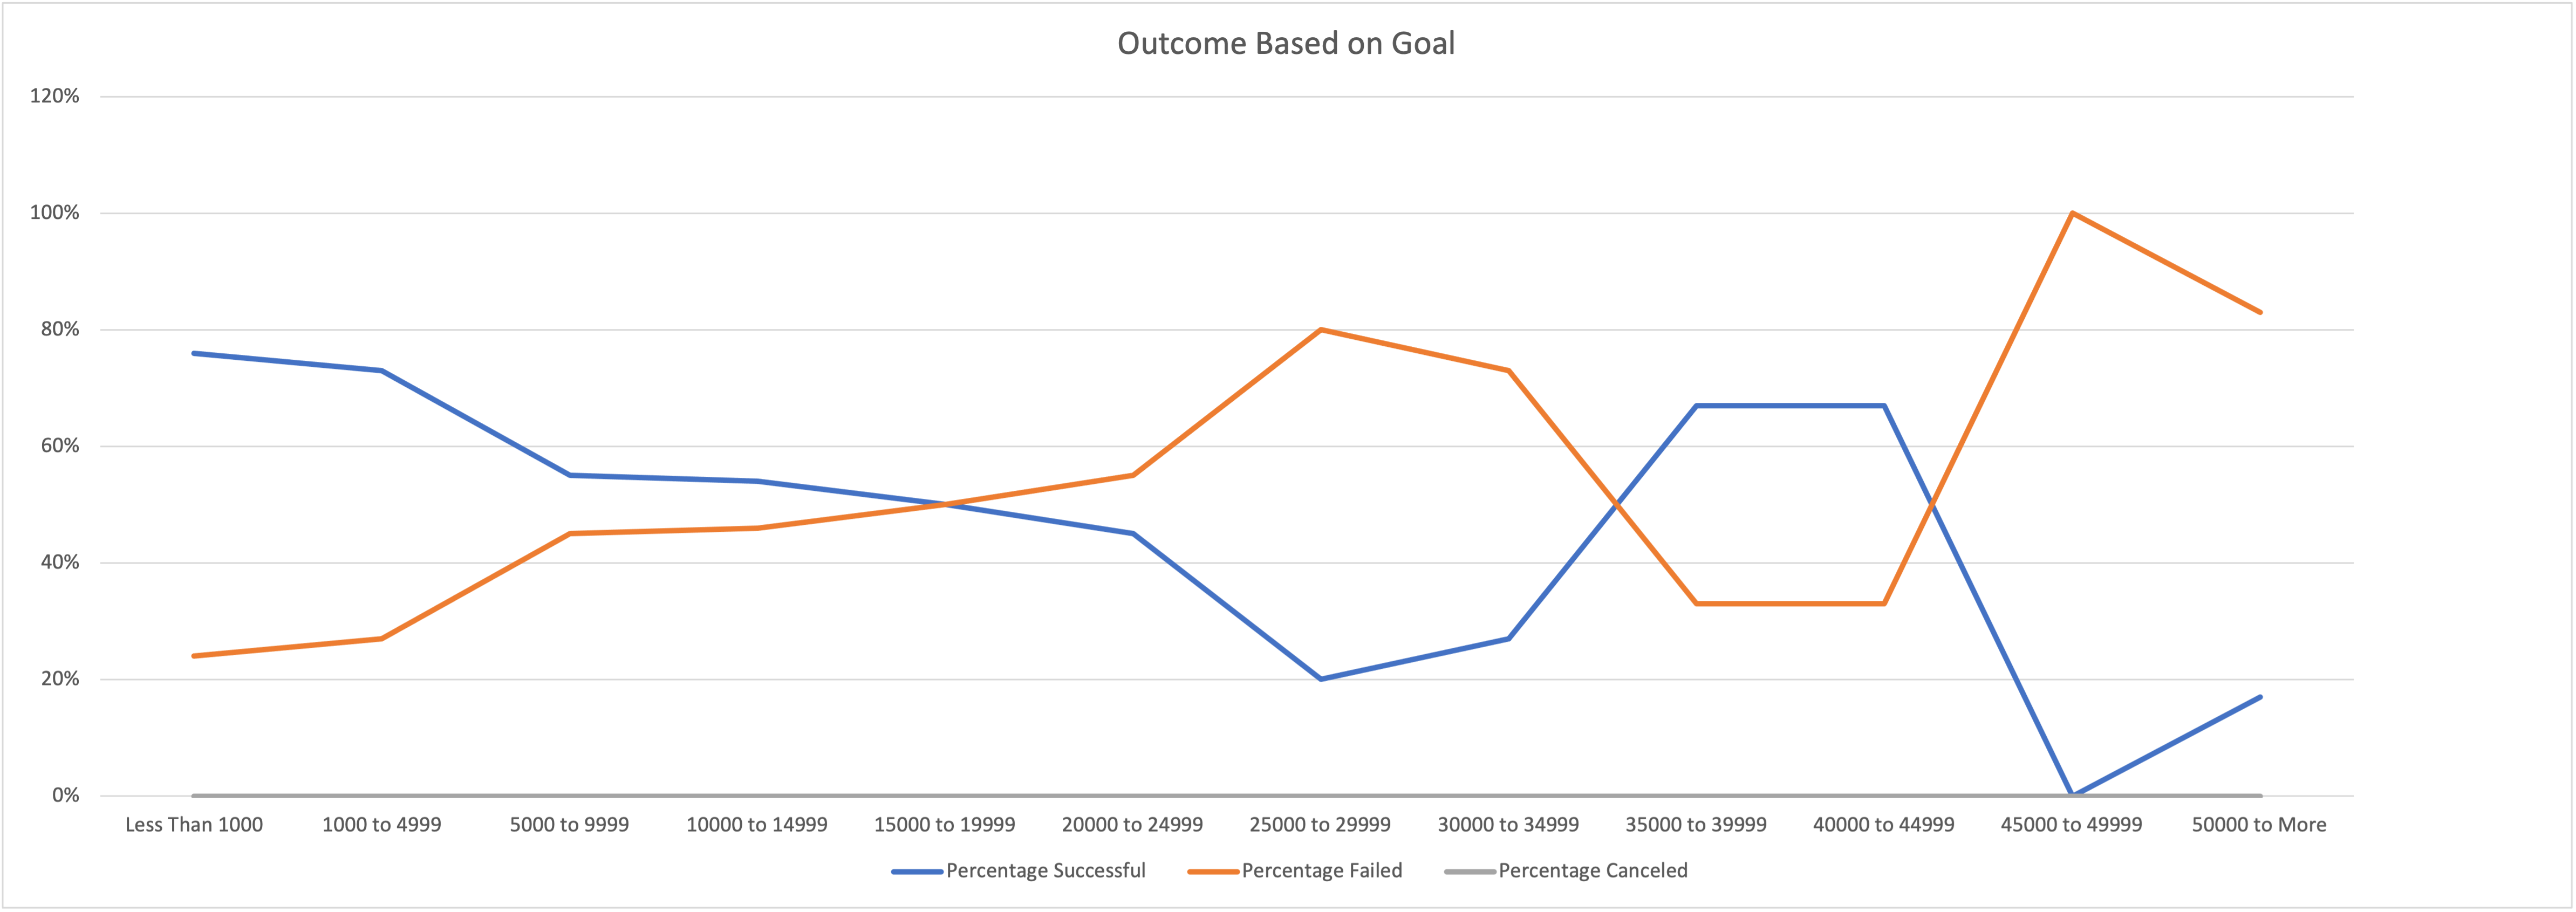 Outcome Based on Goal
120%
100%
80%
60%
40%
20%
0%
Less Than 1000 1000 to 4999 5000 to 9999 10000 to 14999 15000 to 19999 20000 to 24999 25000 to 29999 30000 to 34999 35000 to 39999 40000 to 44999 45000 to 49999 50000 to More
Percentage Successful Percentage Failed Percentage Canceled